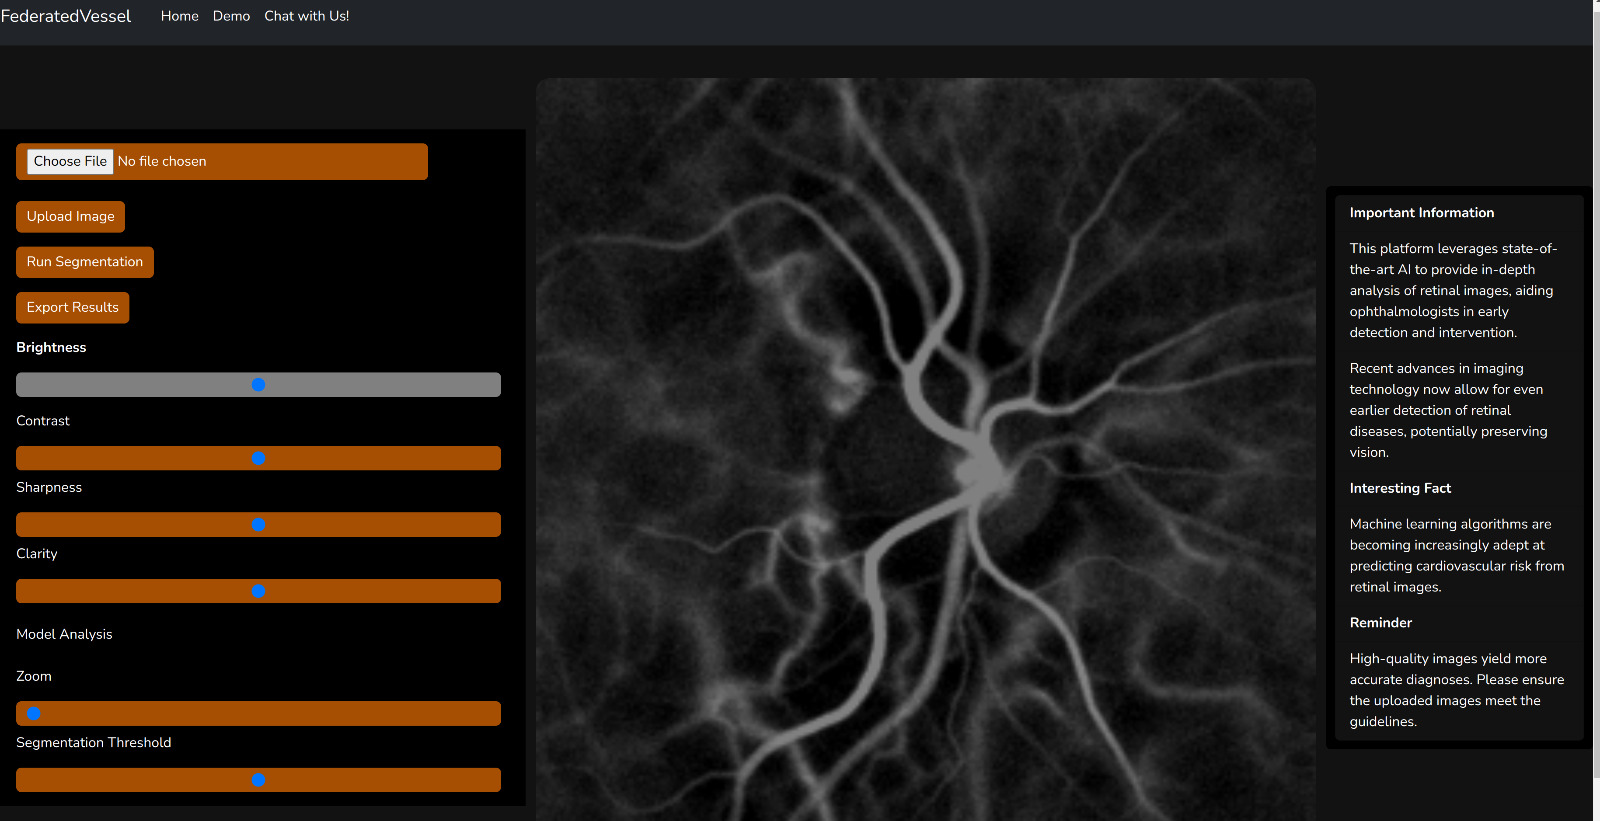 FederatedVessel Home Demo Chat with Us!
Choose File No file chosen
Upload Image
Run Segmentation
Export Results
Brightness
Contrast
Sharpness
Clarity
Model Analysis
Zoom
Segmentation Threshold
Important Information
This platform leverages state-of-
the-art AI to provide in-depth
analysis of retinal images, aiding
ophthalmologists in early
detection and intervention.
Recent advances in imaging
technology now allow for even
earlier detection of retinal
diseases, potentially preserving
vision.
Interesting Fact
Machine learning algorithms are
becoming increasingly adept at
predicting cardiovascular risk from
retinal images.
Reminder
High-quality images yield more
accurate diagnoses. Please ensure
the uploaded images meet the
guidelines.